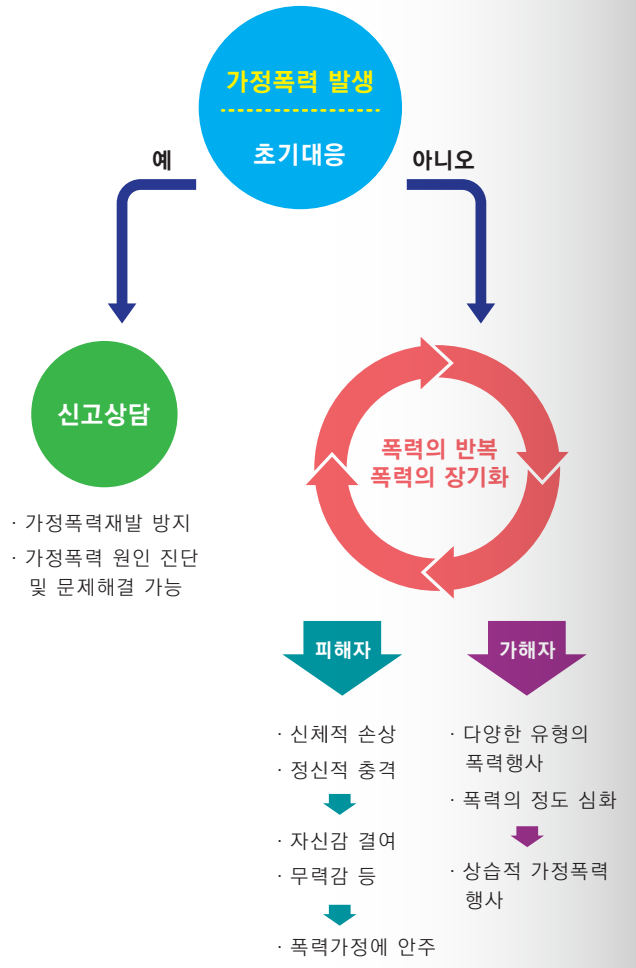 가정폭력 발생
초기대응
예
아니오
신고상담
· 가정폭력재발 방지
· 가정폭력 원인 진단
및 문제해결 가능
폭력의 반복
폭력의 장기화
피해자
· 신체적 손상
· 정신적 충격
· 자신감 결여
· 무력감 등
· 폭력가정에 안주
가해자
· 다양한 유형의
폭력행사
· 폭력의 정도 심화
· 상습적 가정폭력
행사